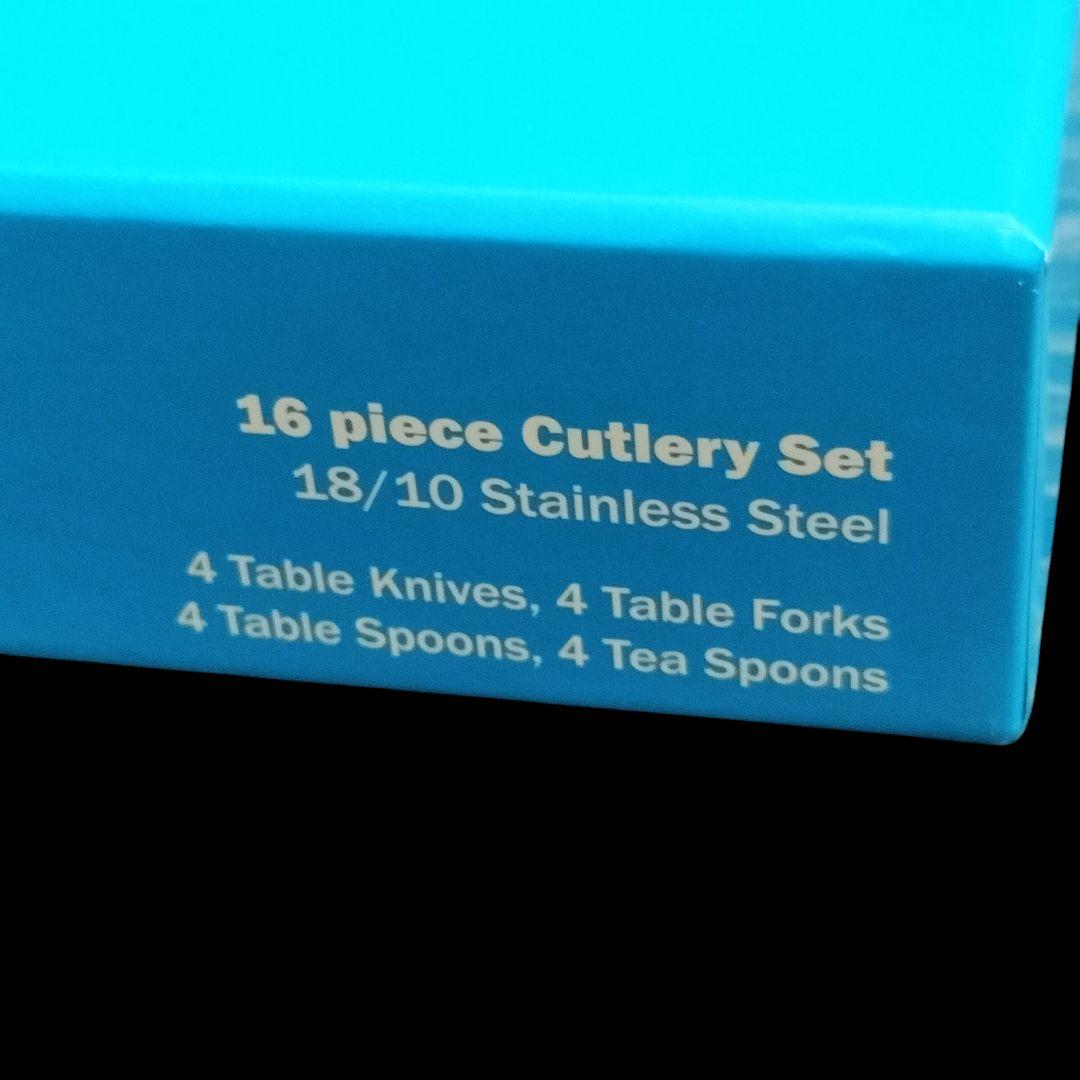 16 piece Cutlery Set
18/10 Stainless Steel
4 Table Knives, 4 Table Forks
4 Table Spoons, 4 Tea Spoons